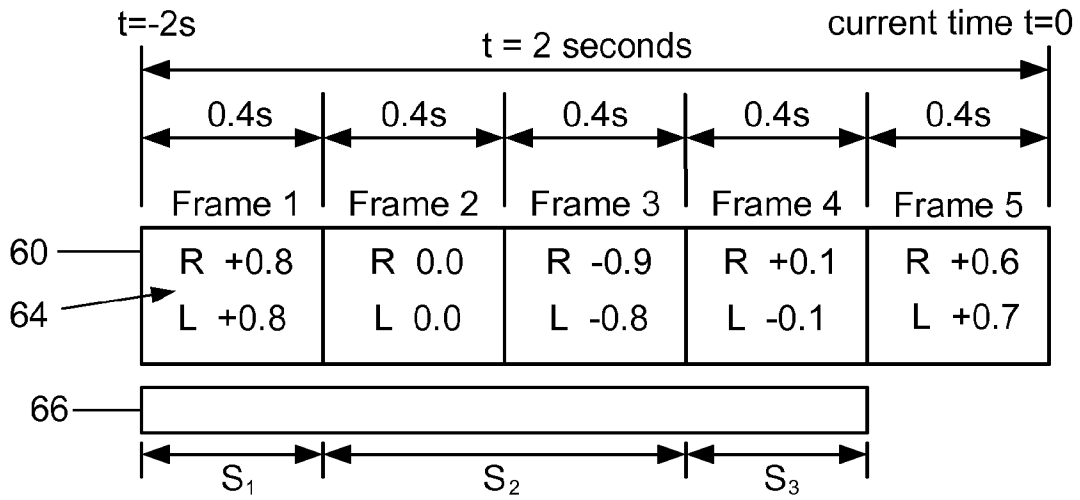 t=-2s current time t=0
t = 2 seconds
0.4s 0.4s 0.4s 0.4s 0.4s
Frame 1 Frame 2 Frame 3 Frame 4 Frame 5
60 R +0.8 R 0.0 R -0.9 R +0.1 R +0.6
64 L +0.8 L 0.0 L -0.8 L -0.1 L +0.7
66
S₁ S₂ S₃